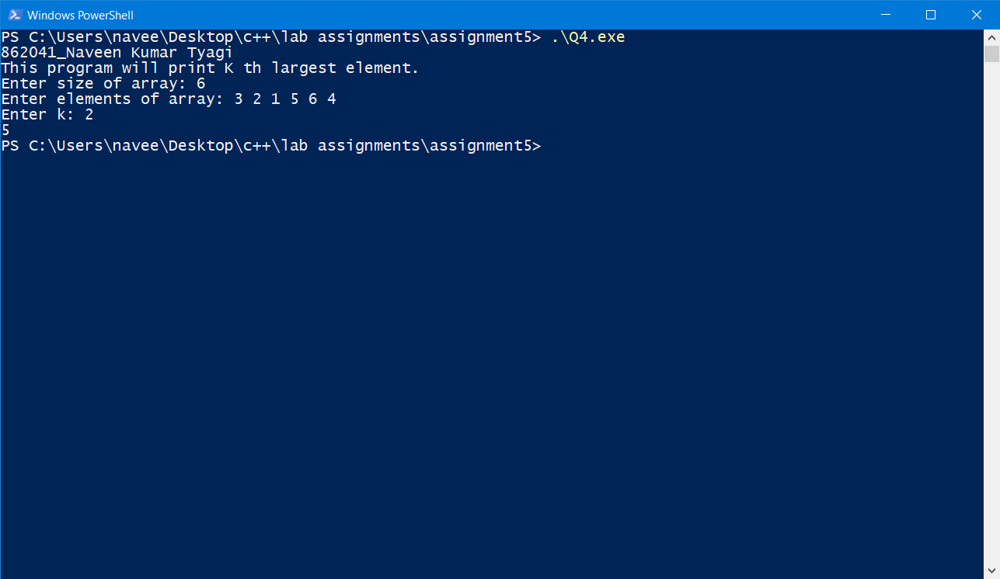 Windows PowerShell
PS C:\Users\navee\Desktop\c++\lab assignments\assignment5> .\Q4.exe
862041_Naveen Kumar Tyagi
This program will print K th largest element.
Enter size of array: 6
Enter elements of array: 3 2 1 5 6 4
Enter k: 2
5
PS C:\Users\navee\Desktop\c++\lab assignments\assignment5>